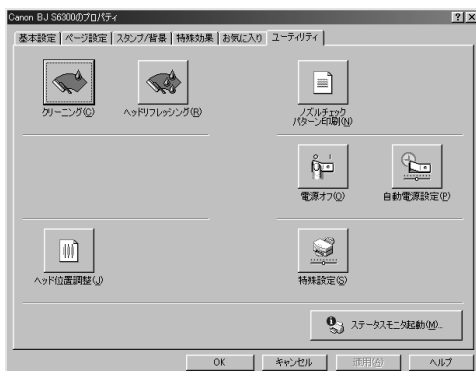 Canon BJ S6300のプロパティ
基本設定 ページ設定 スタンプ/背景 特殊効果 お気に入り ユーティリティ
クリーニング(C) ヘッドリフレッシング(R) ノズルチェック
パターン印刷(N)
電源オフ(O) 自動電源設定(P)
ヘッド位置調整(J) 特殊設定(S)
ステータスモニタ起動(M)...
OK キャンセル 適用(A) ヘルプ